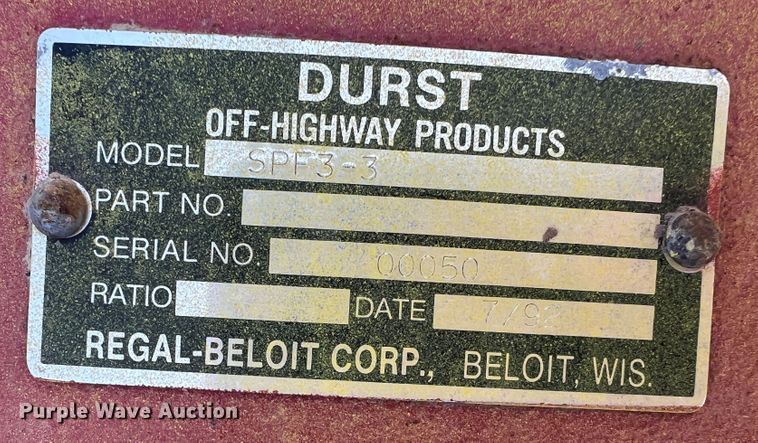 DURST
OFF-HIGHWAY PRODUCTS
MODEL SPF3-3
PART NO.
SERIAL NO 00050
RATIO DATE 7/92
REGAL-BELOIT CORP., BELOIT, WIS.
Purple Wave Auction